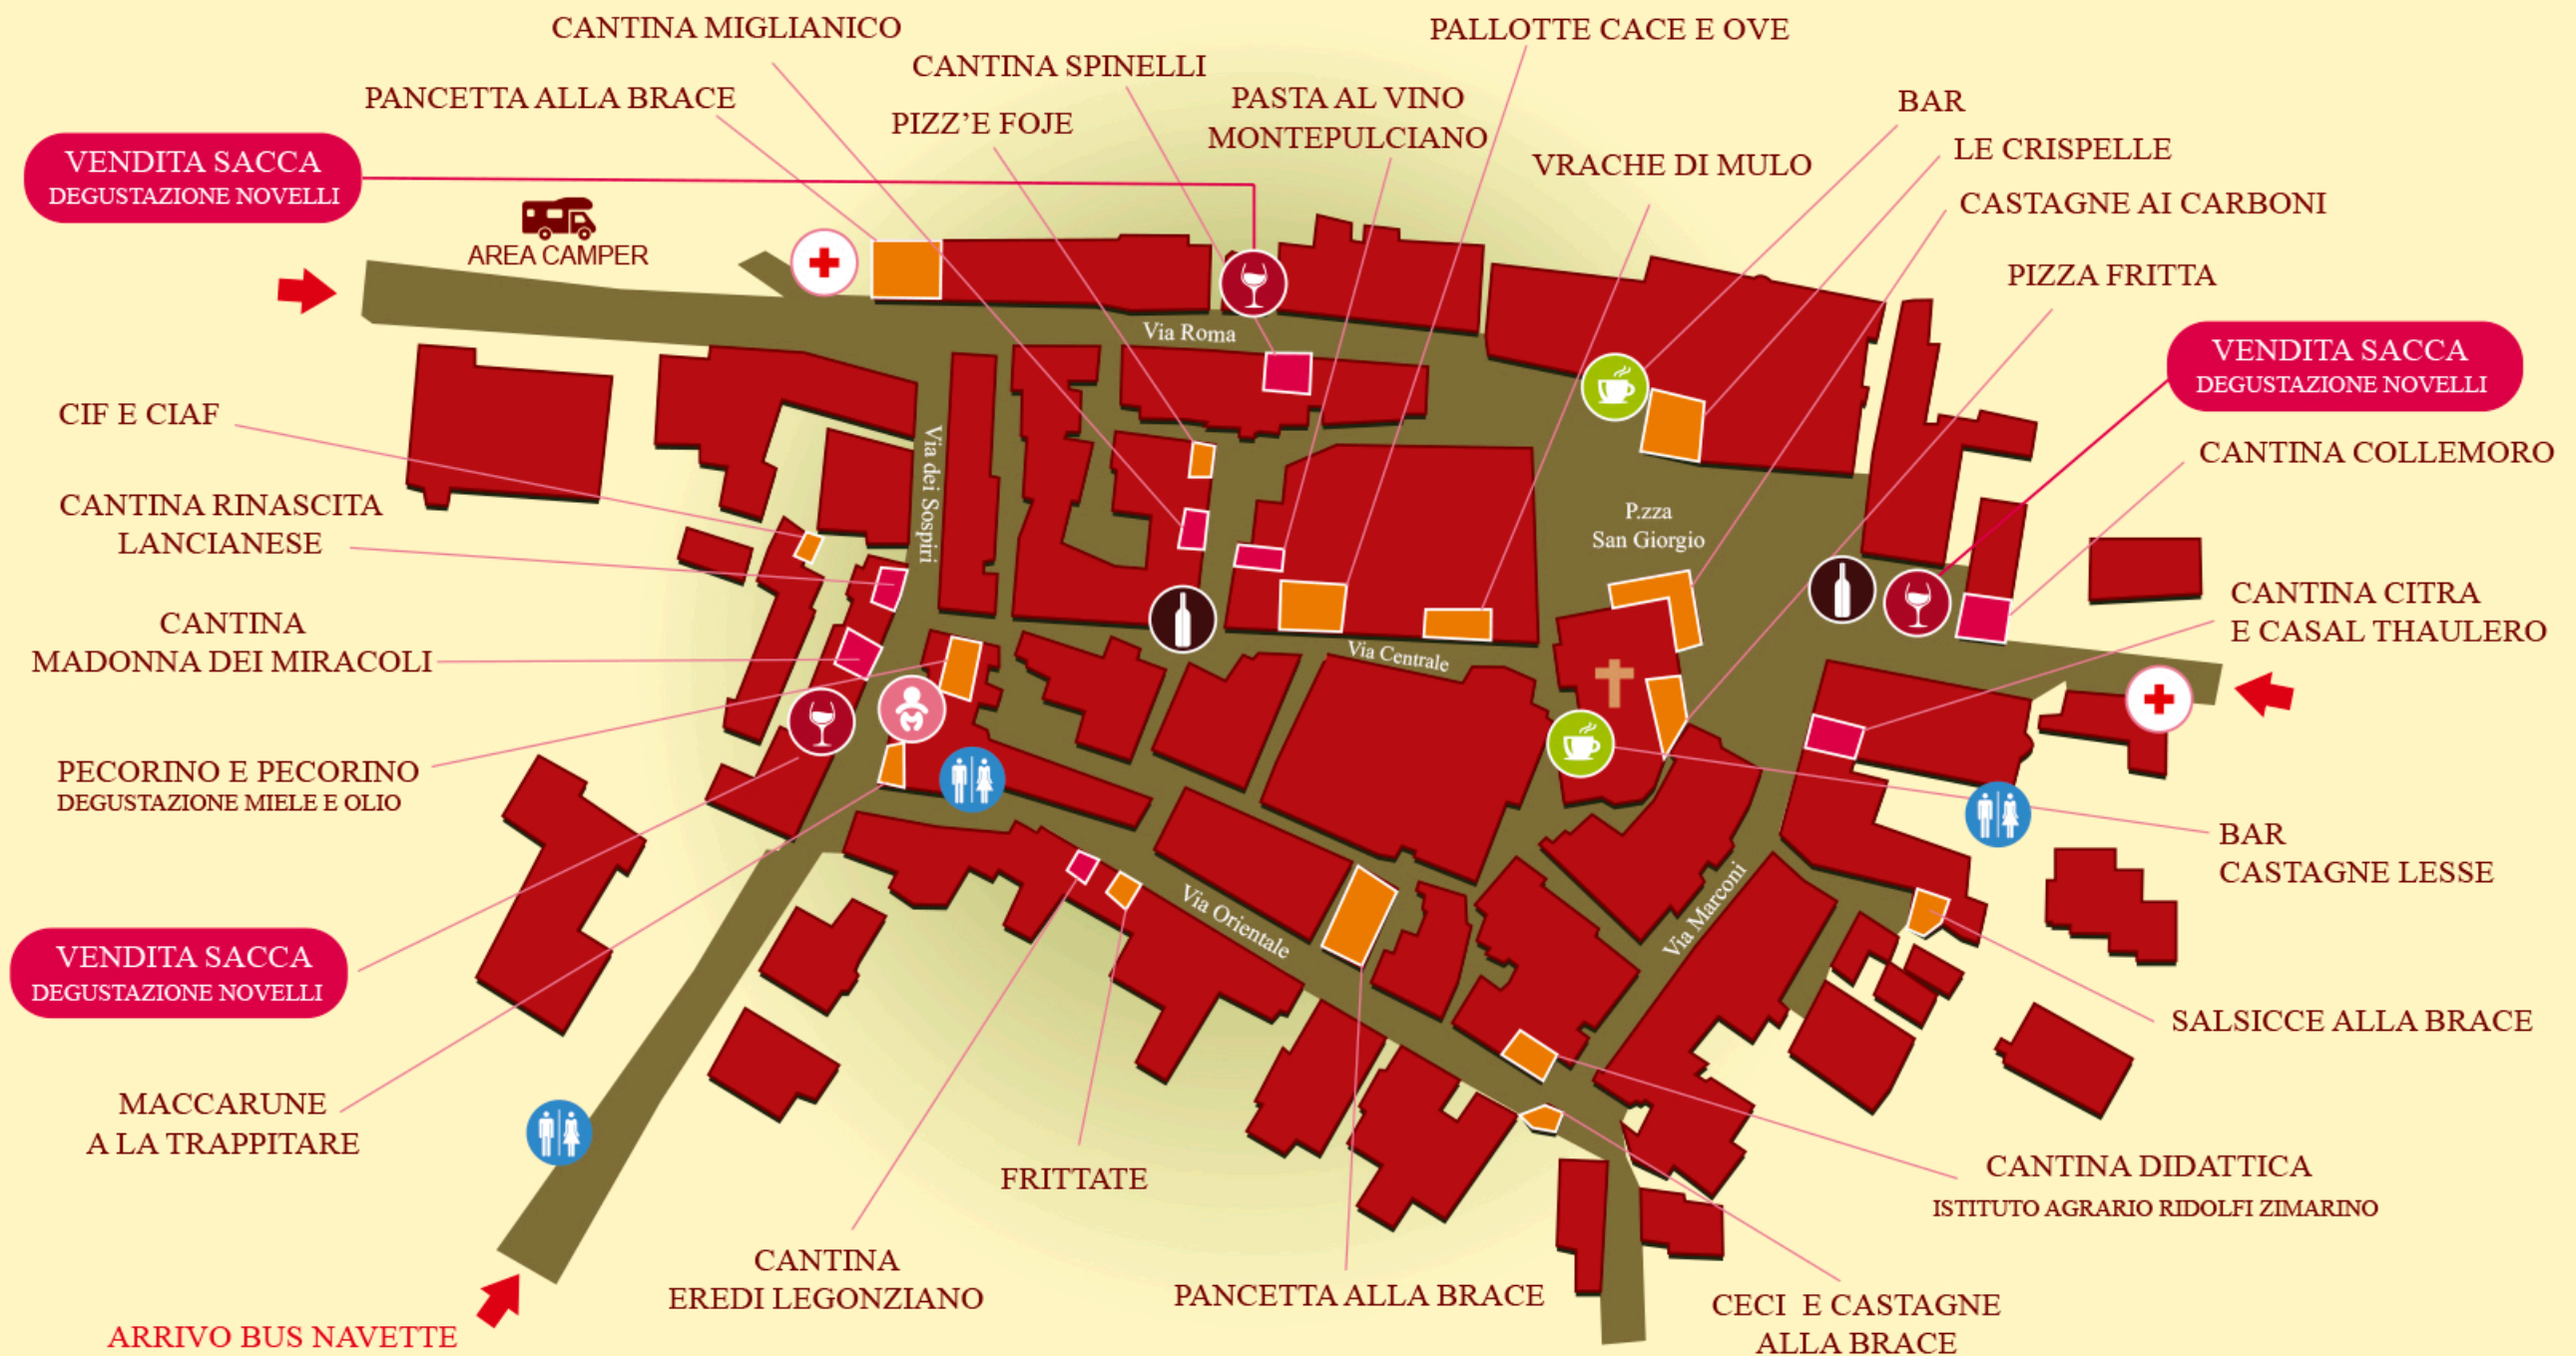 CANTINA MIGLIANICO
PALLOTTE CACE E OVE
CANTINA SPINELLI
PANCETTA ALLA BRACE
PASTA AL VINO
MONTEPULCIANO
PIZZ'E FOJE
BAR
LE CRISPELLE
VRACHE DI MULO
CASTAGNE AI CARBONI
VENDITA SACCA
DEGUSTAZIONE NOVELLI
AREA CAMPER
PIZZA FRITTA
Via Roma
VENDITA SACCA
DEGUSTAZIONE NOVELLI
CIF E CIAF
CANTINA COLLEMORO
Via dei Sospiri
CANTINA RINASCITA
LANCIANESE
P.zza
San Giorgio
CANTINA CITRA
E CASAL THAULERO
CANTINA
MADONNA DEI MIRACOLI
Via Centrale
PECORINO E PECORINO
DEGUSTAZIONE MIELE E OLIO
BAR
CASTAGNE LESSE
Via Orientale
Via Marconi
VENDITA SACCA
DEGUSTAZIONE NOVELLI
SALSICCE ALLA BRACE
MACCARUNE
A LA TRAPPITARE
FRITTATE
CANTINA DIDATTICA
ISTITUTO AGRARIO RIDOLFI ZIMARINO
CANTINA
EREDI LEGONZIANO
PANCETTA ALLA BRACE
CECI E CASTAGNE
ALLA BRACE
ARRIVO BUS NAVETTE